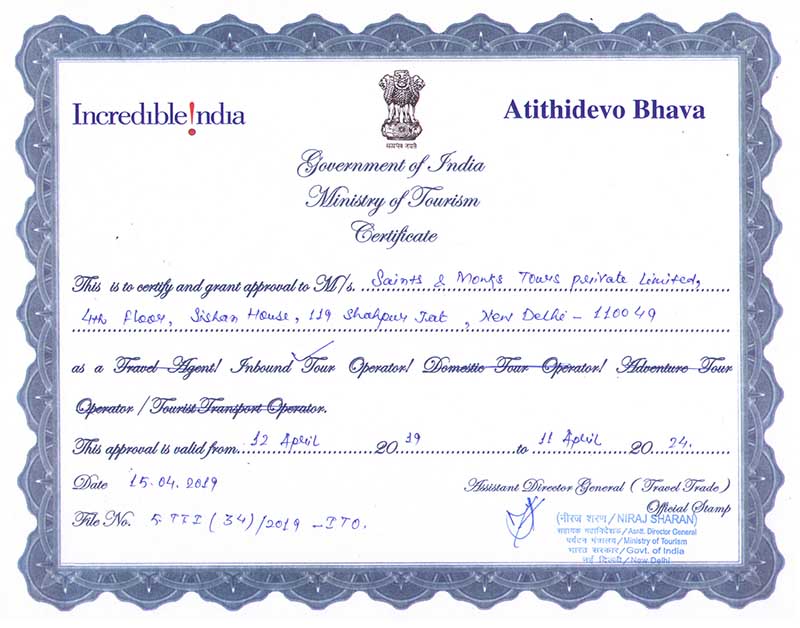 Incredible!ndia
Atithidevo Bhava
सत्यमेव जयते
Government of India
Ministry of Tourism
Certificate
This is to certify and grant approval to M/s. Saints & Monks Tours private Limited,
4th floor, Sishan House, 119 Shahpur Jat, New Delhi - 110049
as a Travel Agent/ Inbound Tour Operator/ Domestic Tour Operator/ Adventure Tour
Operator / Tourist Transport Operator.
This approval is valid from 12 April 2019 to 11 April 2024.
Date 15.04.2019
Assistant Director General (Travel Trade)
Official Stamp
File No. 5-TTI(34)/2019-ITO.
(नीरज शरण/NIRAJ SHARAN)
सहायक महानिदेशक/Asstt. Director General
पर्यटन मंत्रालय/Ministry of Tourism
भारत सरकार/Govt. of India
नई दिल्ली/New Delhi